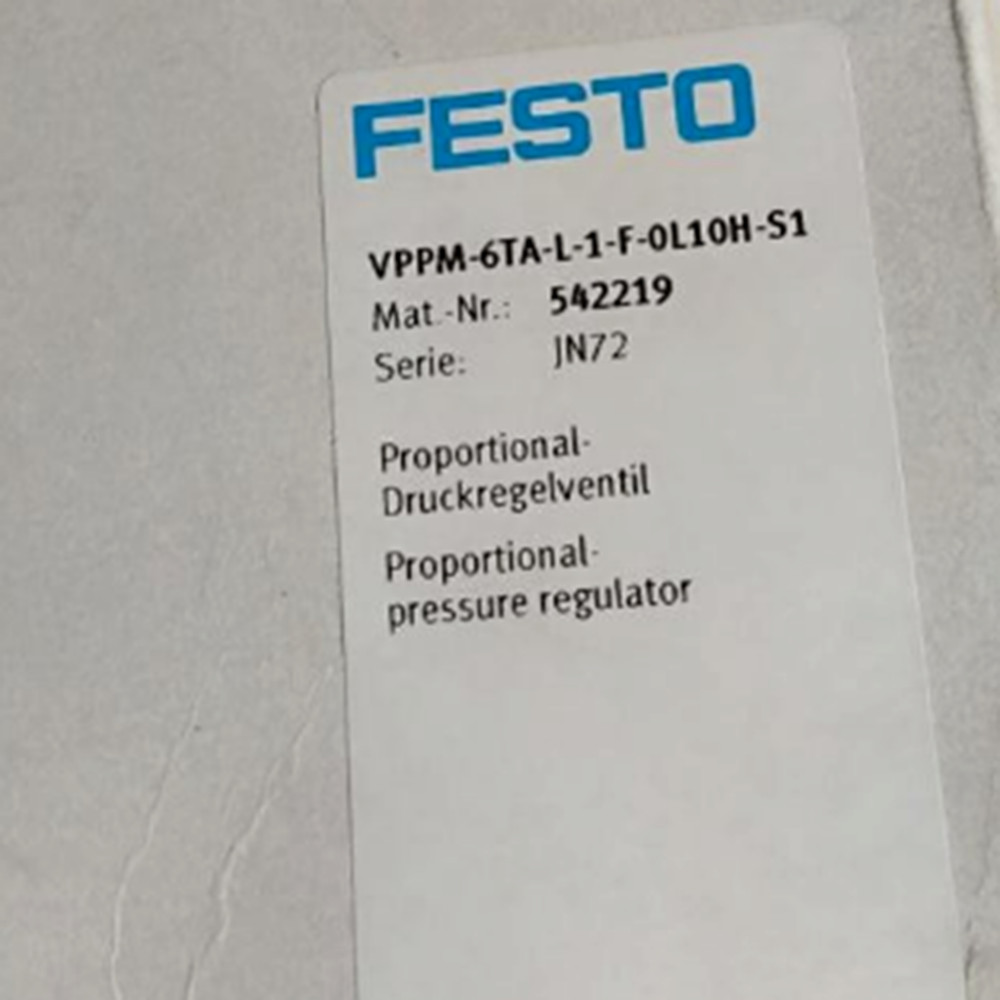 FESTO
VPPM-6TA-L-1-F-0L10H-S1
Mat.-Nr.: 542219
Serie: JN72
Proportional-
Druckregelventil
Proportional-
pressure regulator